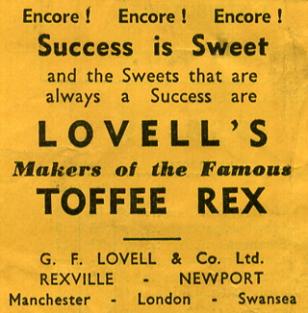 Encore ! Encore ! Encore !
Success is Sweet
and the Sweets that are
always a Success are
LOVELL'S
Makers of the Famous
TOFFEE REX
G. F. LOVELL & Co. Ltd.
REXVILLE - NEWPORT
Manchester - London - Swansea